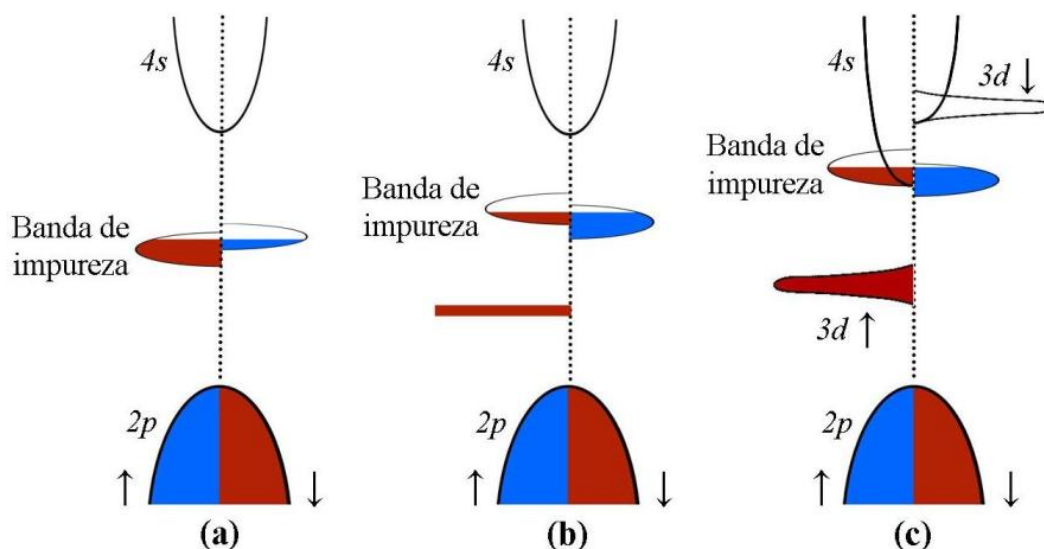 4s
Banda de
impureza
2p
↑ ↓
(a)
4s
Banda de
impureza
2p
↑ ↓
(b)
4s
3d ↓
Banda de
impureza
3d ↑
2p
↑ ↓
(c)